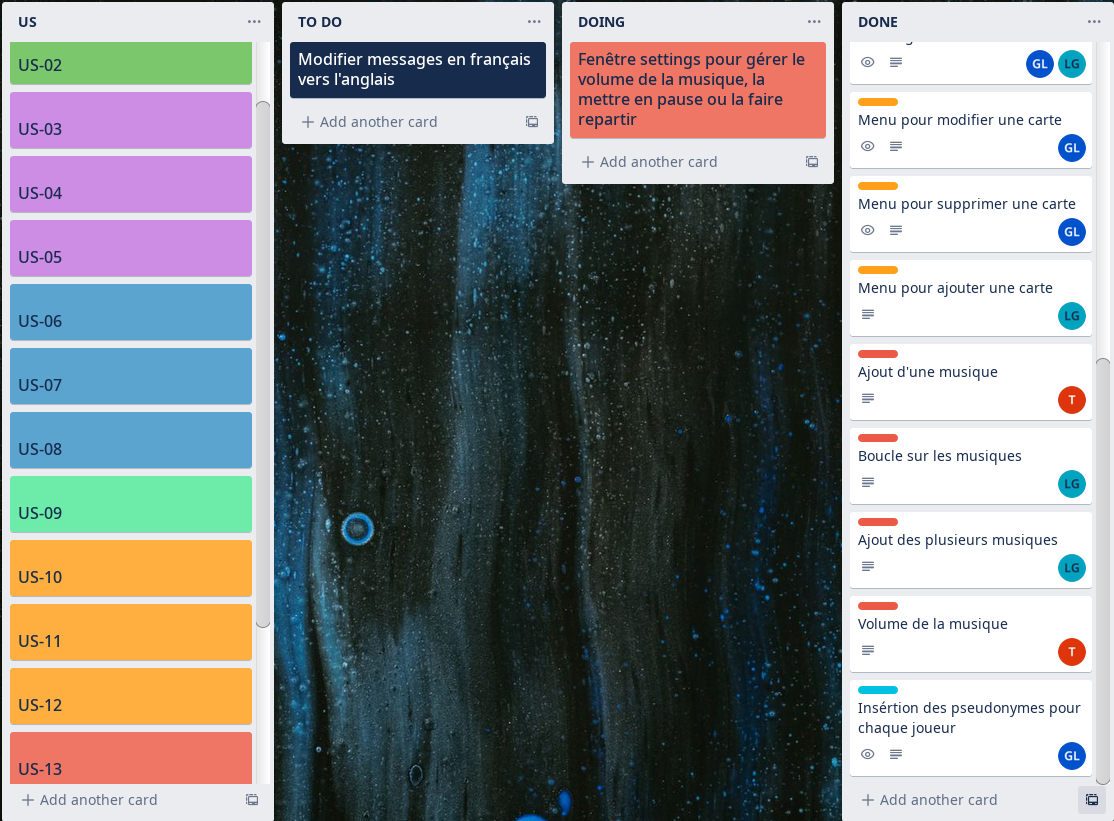 US
US-02
US-03
US-04
US-05
US-06
US-07
US-08
US-09
US-10
US-11
US-12
US-13
Add another card
TO DO
Modifier messages en français
vers l'anglais
Add another card
DOING
Fenêtre settings pour gérer le
volume de la musique, la
mettre en pause ou la faire
repartir
Add another card
DONE
GL LG
Menu pour modifier une carte
GL
Menu pour supprimer une carte
GL
Menu pour ajouter une carte
LG
Ajout d'une musique
T
Boucle sur les musiques
LG
Ajout des plusieurs musiques
LG
Volume de la musique
T
Insértion des pseudonymes pour
chaque joueur
GL
Add another card